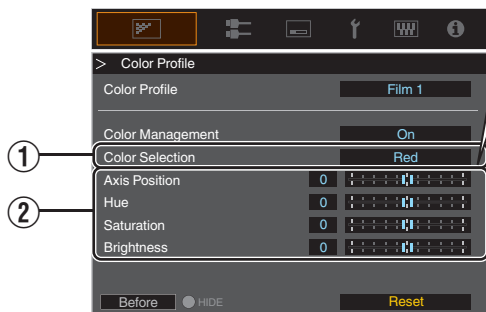 > Color Profile
Color Profile Film 1
Color Management On
① Color Selection Red
② Axis Position 0
Hue 0
Saturation 0
Brightness 0
Before HIDE Reset